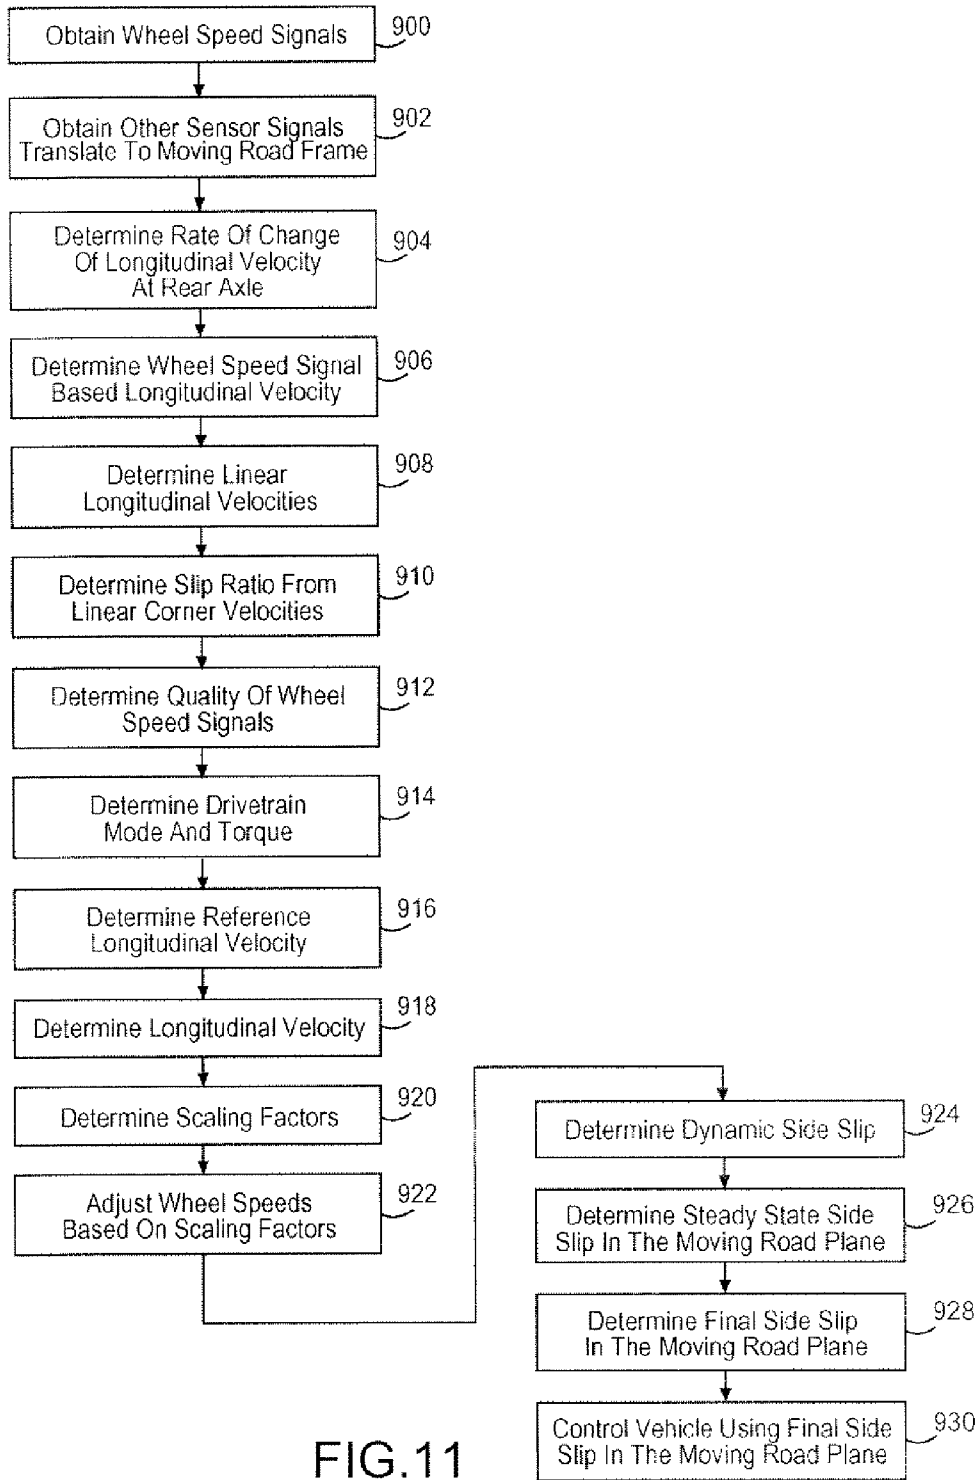 Obtain Wheel Speed Signals
900
Obtain Other Sensor Signals
Translate To Moving Road Frame
902
Determine Rate Of Change
Of Longitudinal Velocity
At Rear Axle
904
Determine Wheel Speed Signal
Based Longitudinal Velocity
906
Determine Linear
Longitudinal Velocities
908
Determine Slip Ratio From
Linear Corner Velocities
910
Determine Quality Of Wheel
Speed Signals
912
Determine Drivetrain
Mode And Torque
914
Determine Reference
Longitudinal Velocity
916
Determine Longitudinal Velocity
918
Determine Scaling Factors
920
Adjust Wheel Speeds
Based On Scaling Factors
922
Determine Dynamic Side Slip
924
Determine Steady State Side
Slip In The Moving Road Plane
926
Determine Final Side Slip
In The Moving Road Plane
928
Control Vehicle Using Final Side
Slip In The Moving Road Plane
930
FIG.11